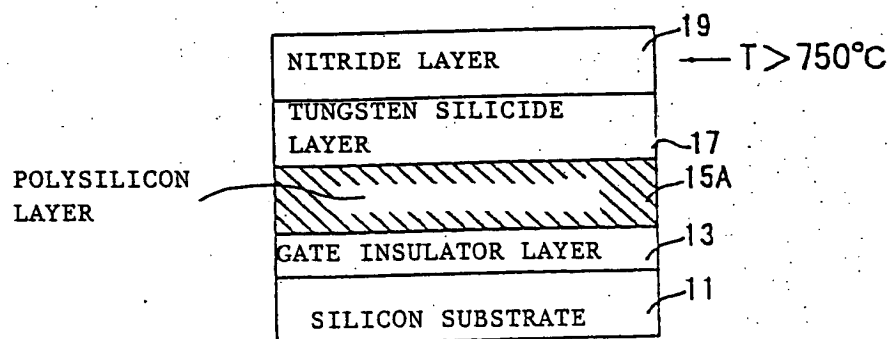 19
NITRIDE LAYER
T>750°C
TUNGSTEN SILICIDE
LAYER
17
POLYSILICON
LAYER
15A
GATE INSULATOR LAYER
13
11
SILICON SUBSTRATE